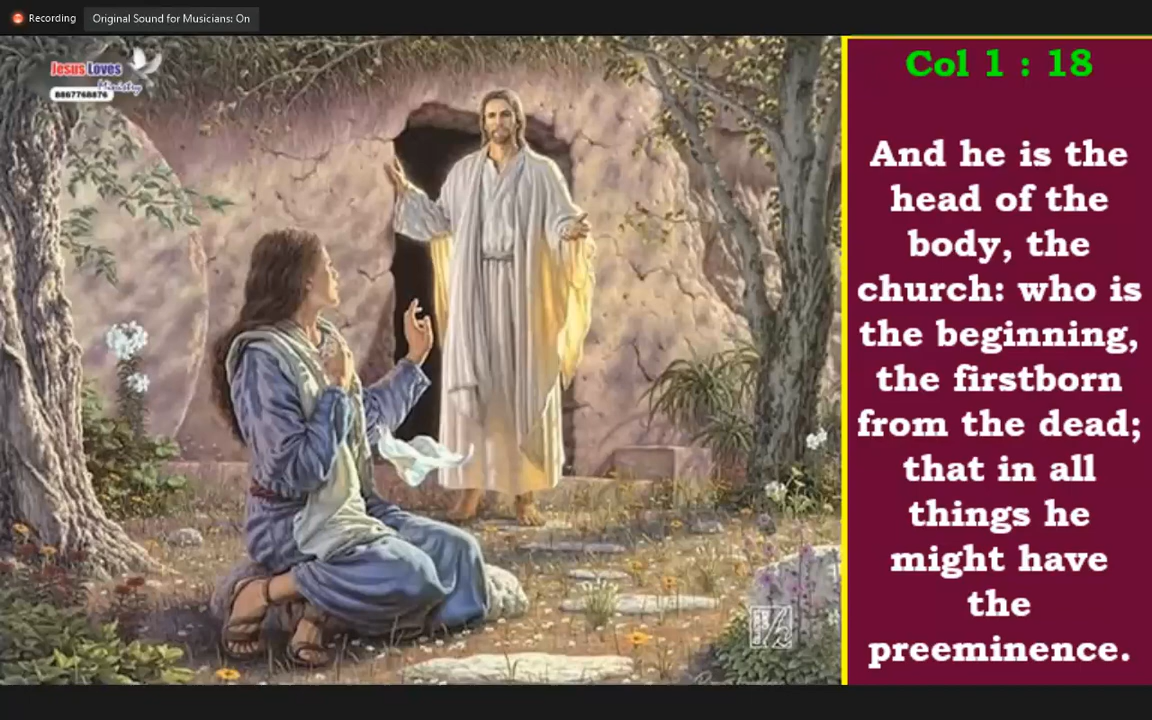 Recording
Original Sound for Musicians: On
Jesus Loves
Ministry
8867768876
Col 1 : 18
And he is the
head of the
body, the
church: who is
the beginning,
the firstborn
from the dead;
that in all
things he
might have
the
preeminence.